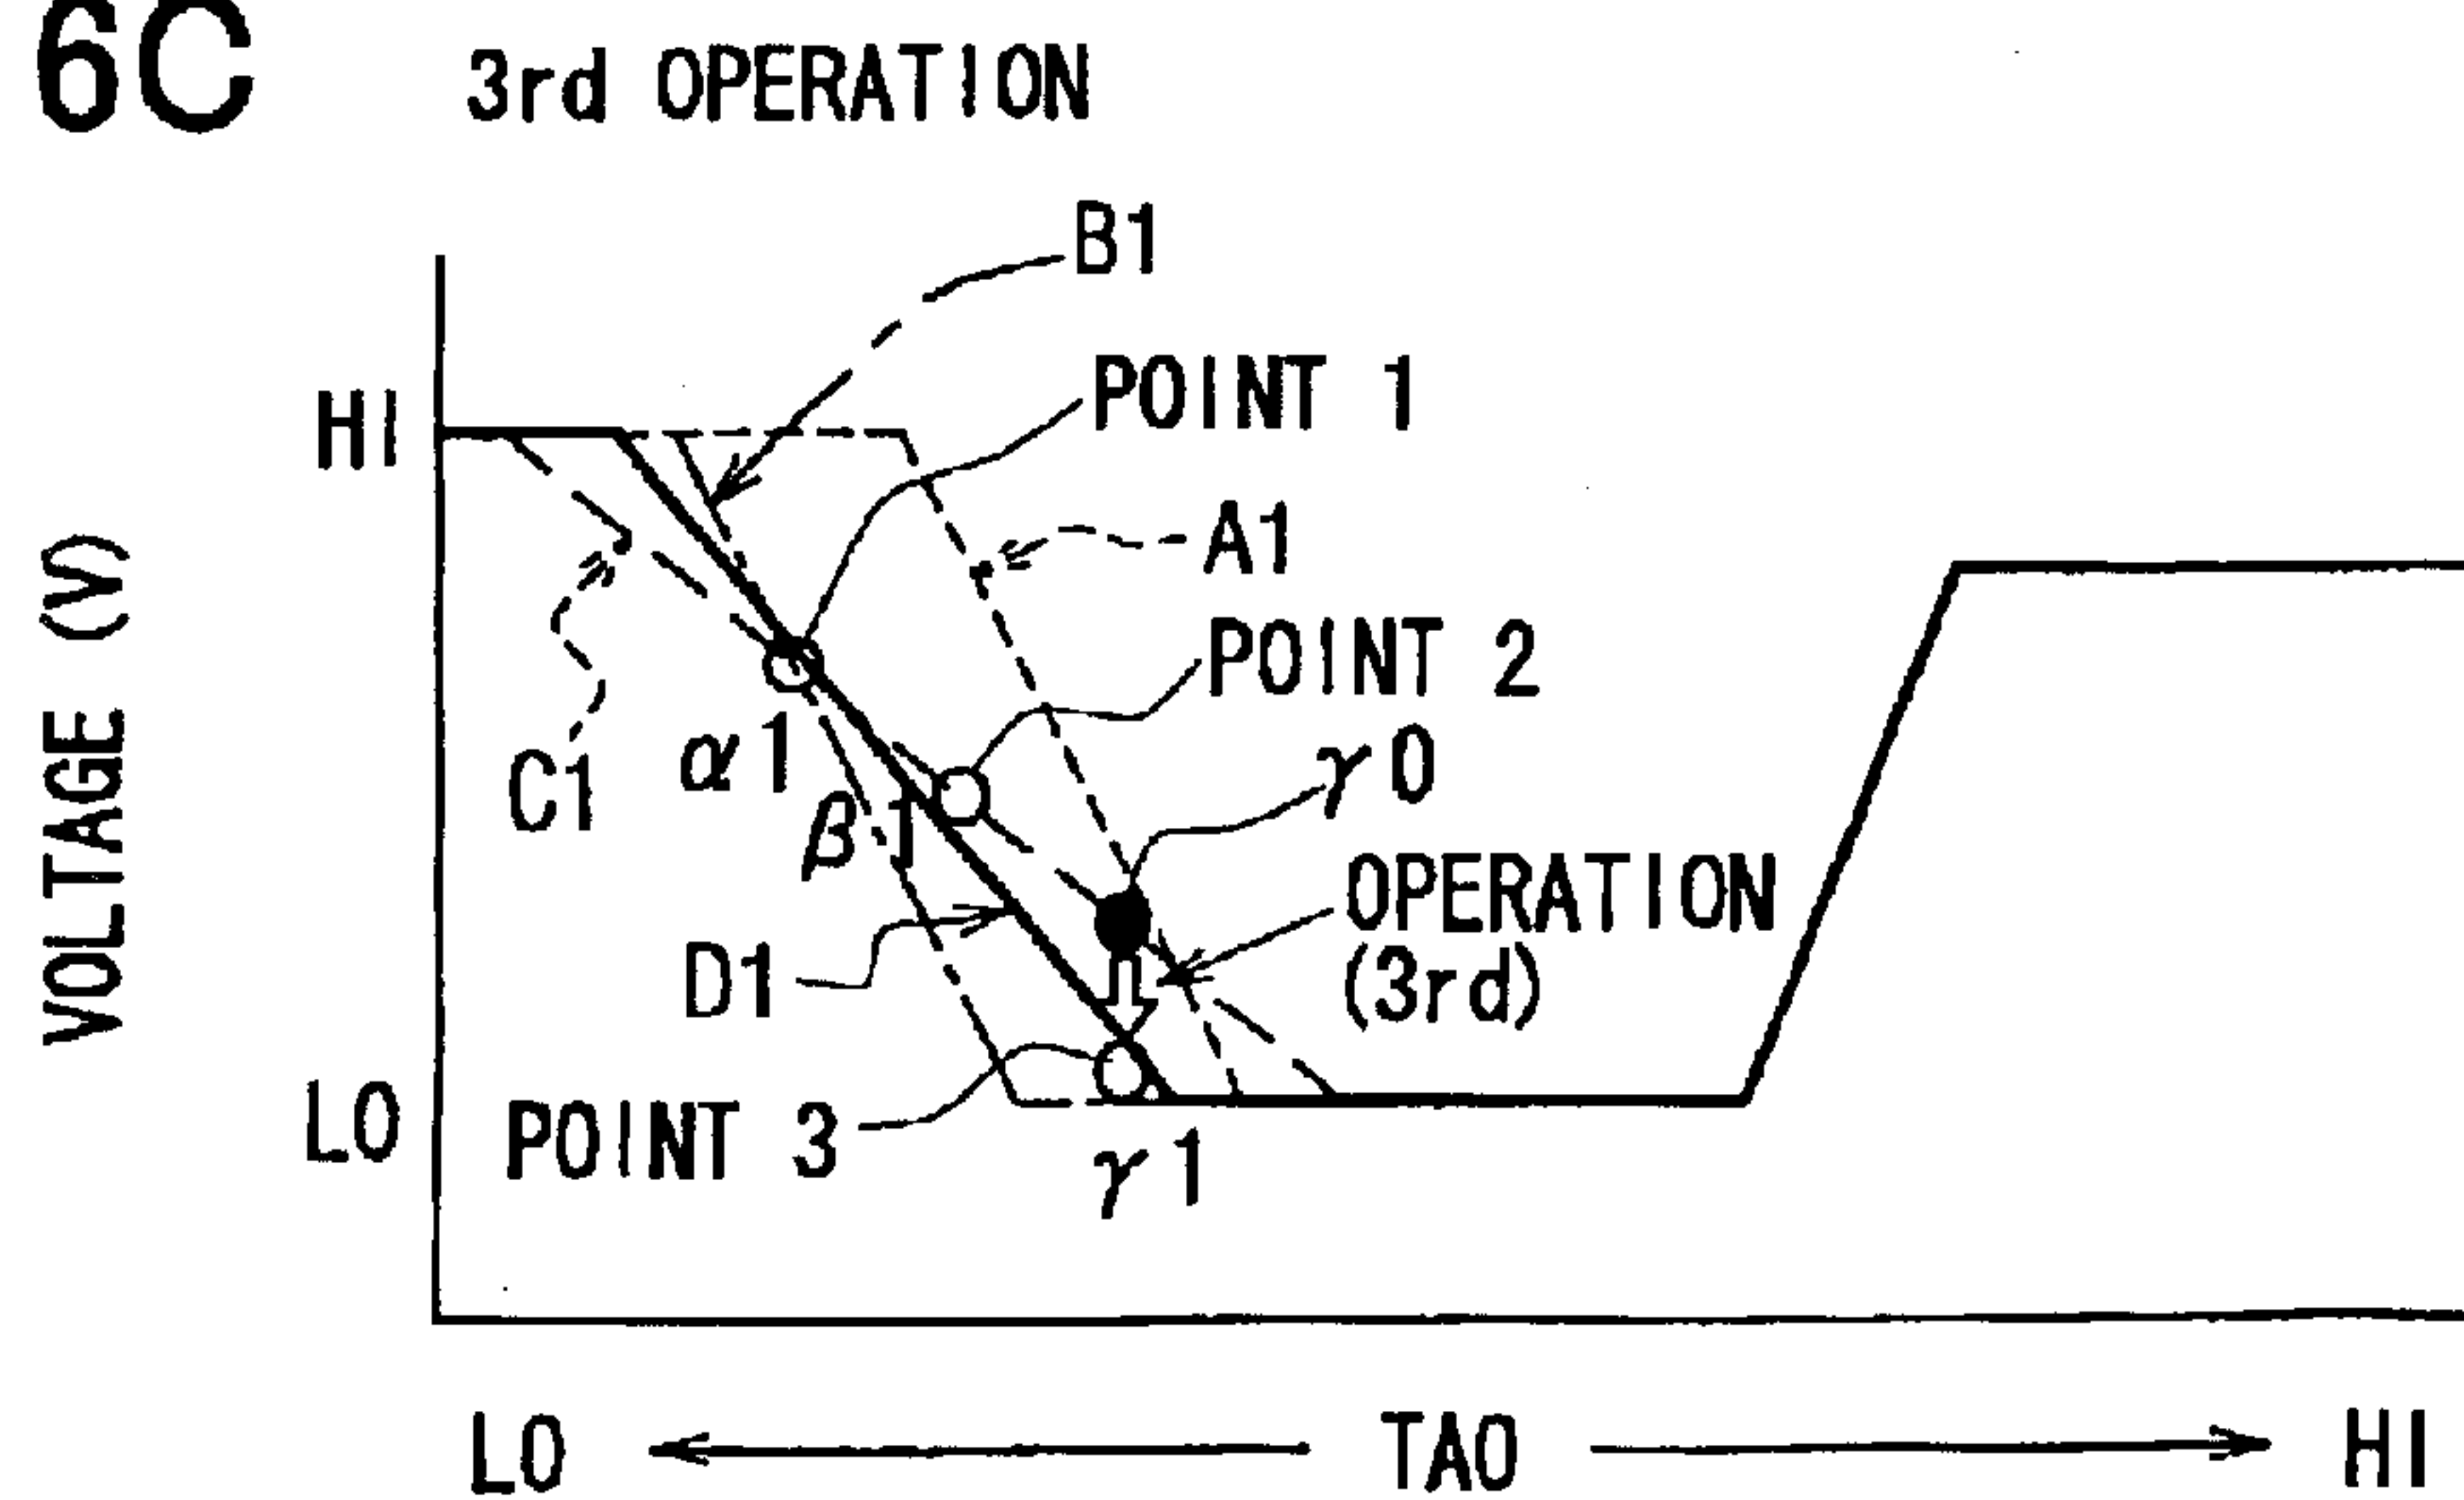 6C
3rd OPERATION
B1
POINT 1
HI
A1
POINT 2
VOLTAGE (V)
α1
γ0
C1
β1
OPERATION
(3rd)
D1
LO
POINT 3
γ1
LO
TAO
HI